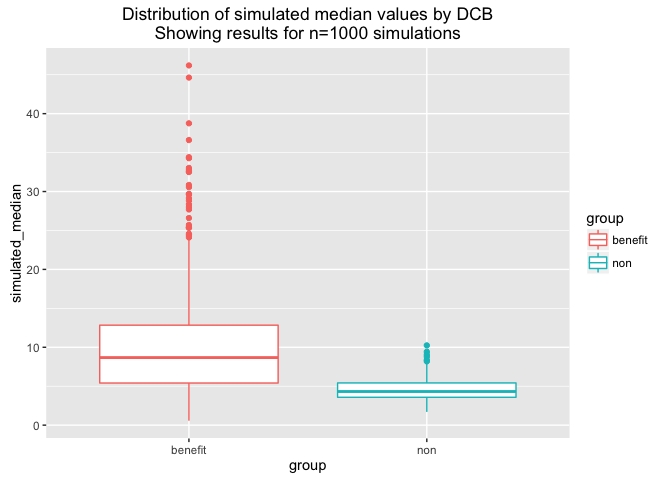 Distribution of simulated median values by DCB
Showing results for n=1000 simulations
simulated_median
40
30
20
10
0
benefit
non
group
group
benefit
non